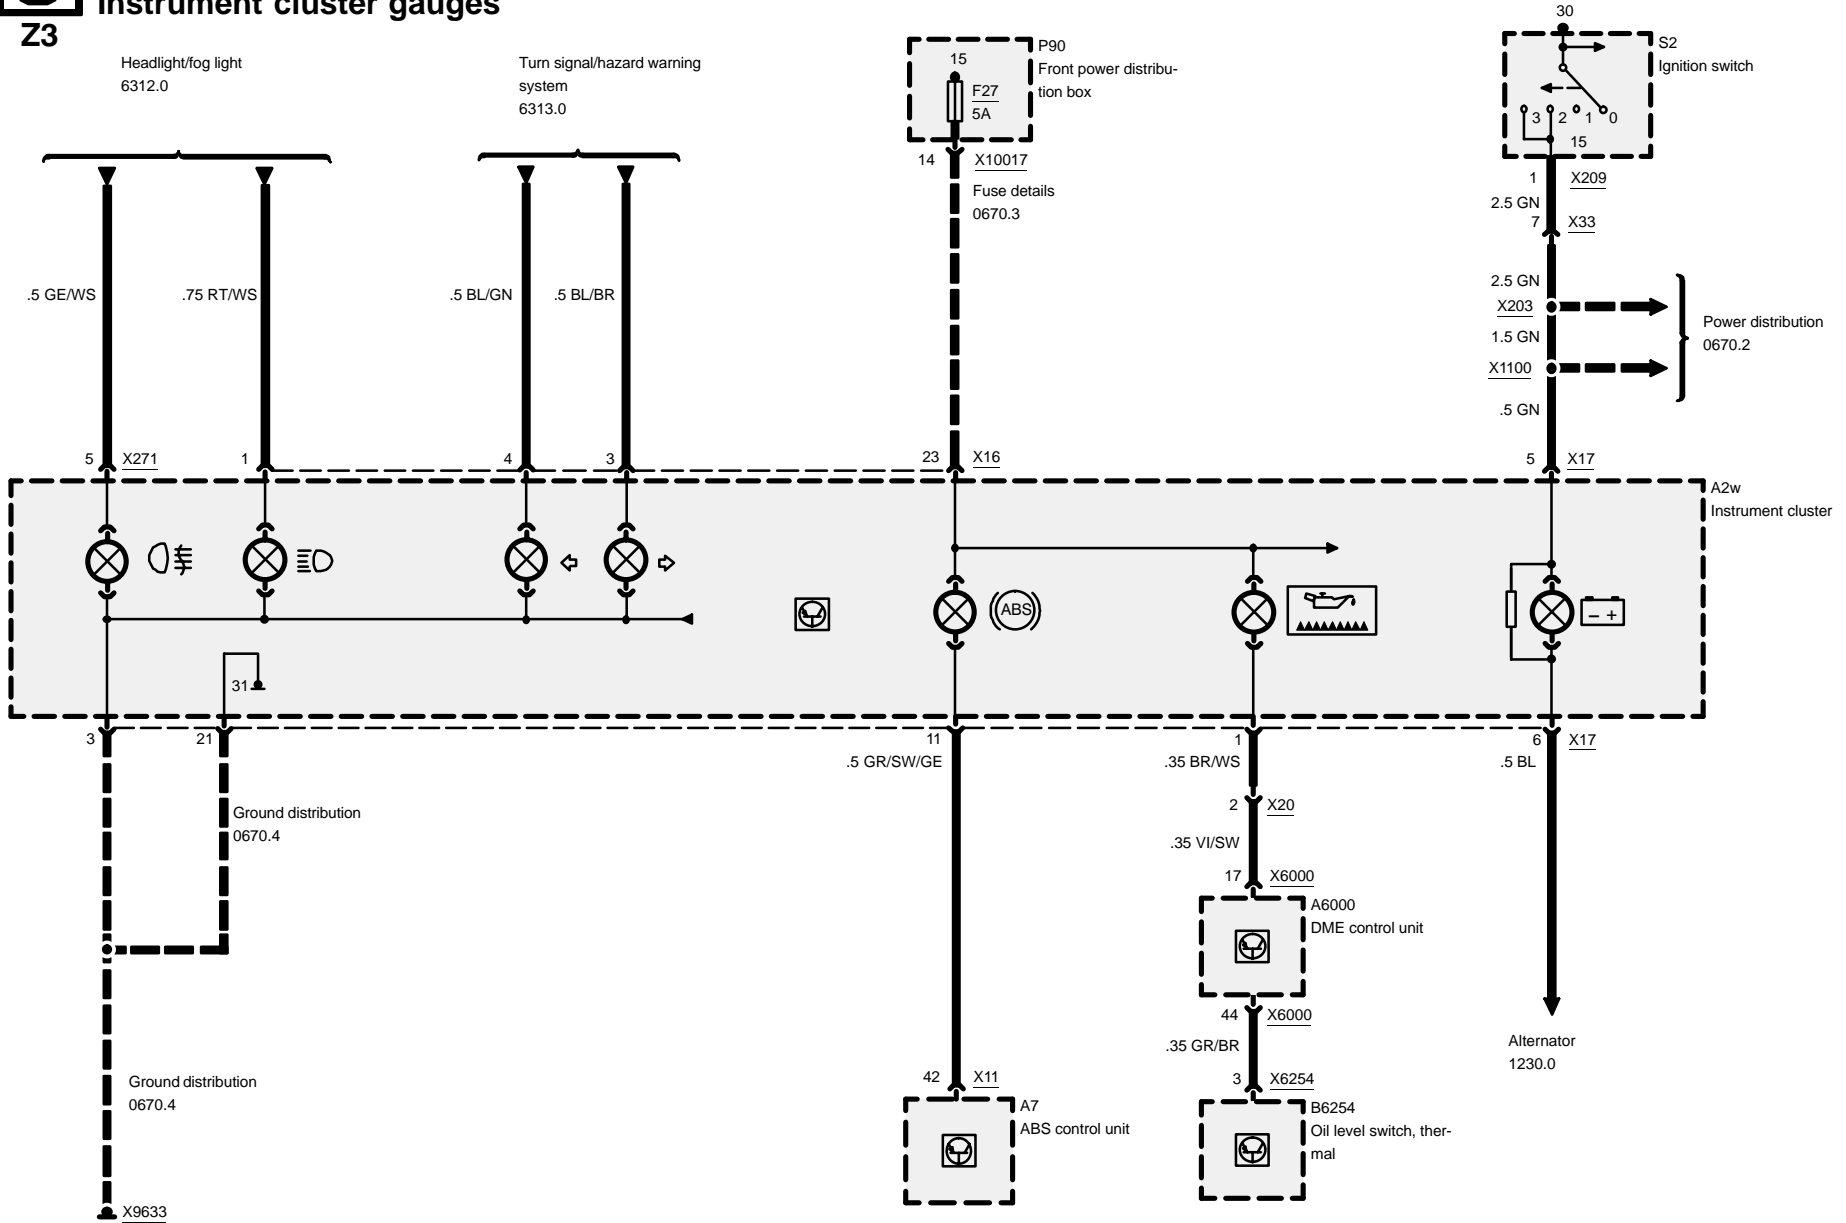 Instrument cluster gauges
Z3
Headlight/fog light
6312.0
Turn signal/hazard warning
system
6313.0
15
F27
5A
P90
Front power distribu-
tion box
14 X10017
Fuse details
0670.3
30
S2
Ignition switch
3 2 1 0
15
1 X209
2.5 GN
7 X33
2.5 GN
X203
1.5 GN
X1100
.5 GN
Power distribution
0670.2
.5 GE/WS
.75 RT/WS
.5 BL/GN
.5 BL/BR
5 X271
1
4
3
23 X16
5 X17
A2w
Instrument cluster
ABS
− +
31
3
21
11
.5 GR/SW/GE
1
.35 BR/WS
6 X17
.5 BL
2 X20
.35 VI/SW
17 X6000
A6000
DME control unit
44 X6000
.35 GR/BR
3 X6254
B6254
Oil level switch, ther-
mal
Ground distribution
0670.4
Ground distribution
0670.4
X9633
42 X11
A7
ABS control unit
Alternator
1230.0